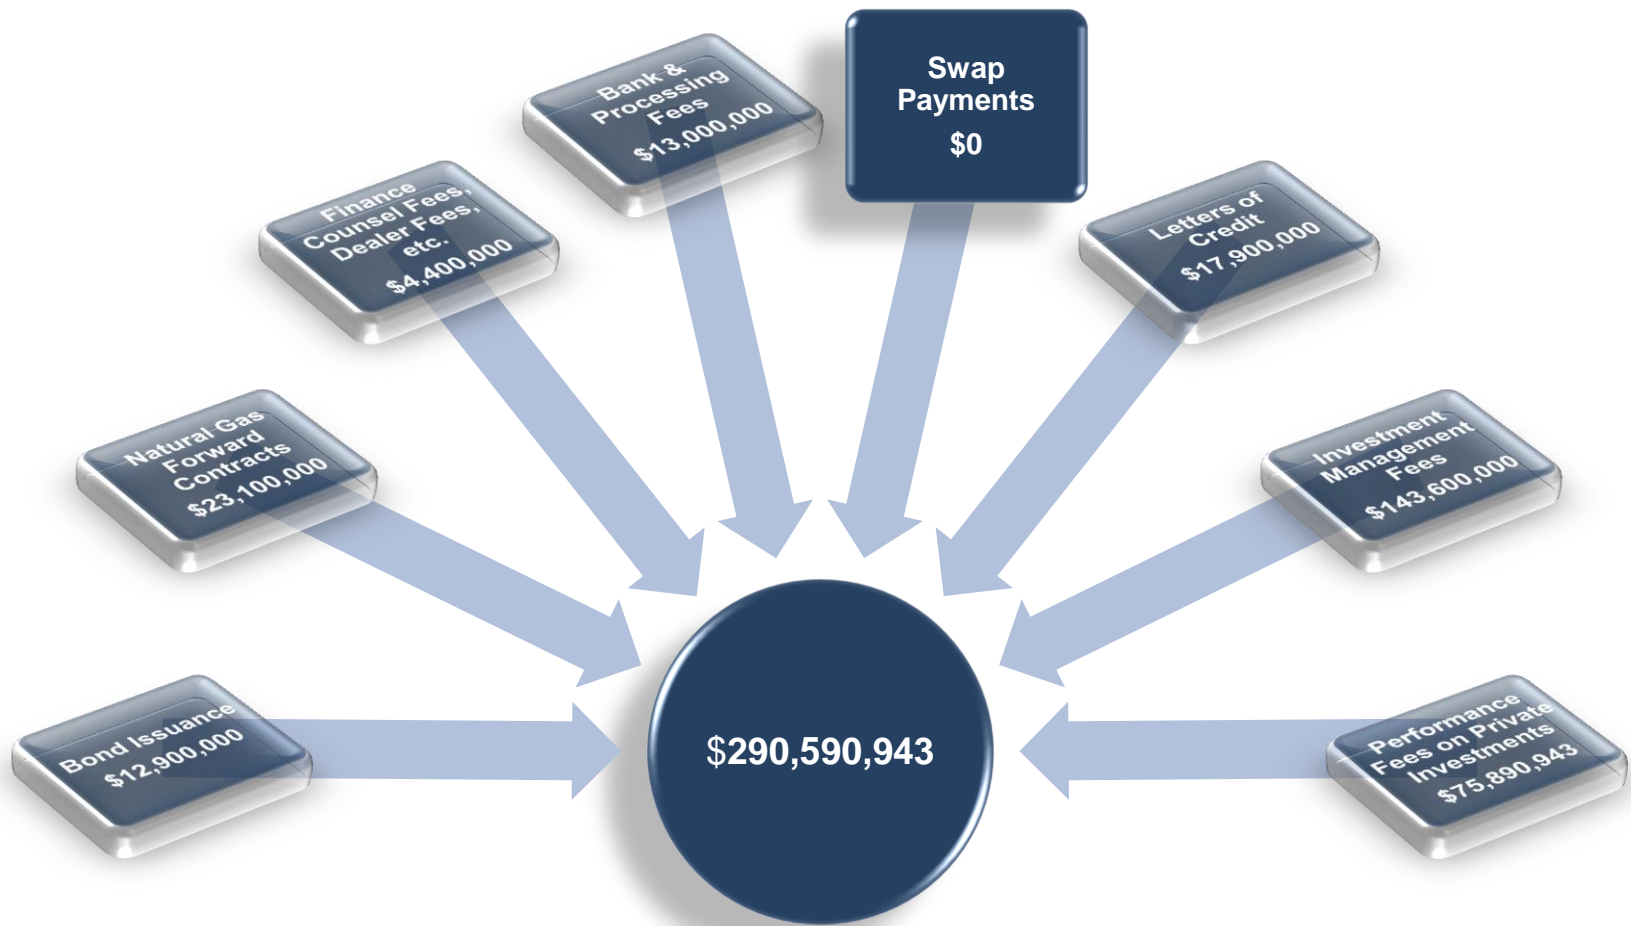 Bank &
Processing
Fees
$13,000,000
Swap
Payments
$0
Finance
Counsel Fees,
Dealer Fees,
etc.
$4,400,000
Letters of
Credit
$17,900,000
Natural Gas
Forward
Contracts
$23,100,000
Investment
Management
Fees
$143,600,000
Bond Issuance
$12,900,000
$290,590,943
Performance
Fees on Private
Investments
$75,890,943